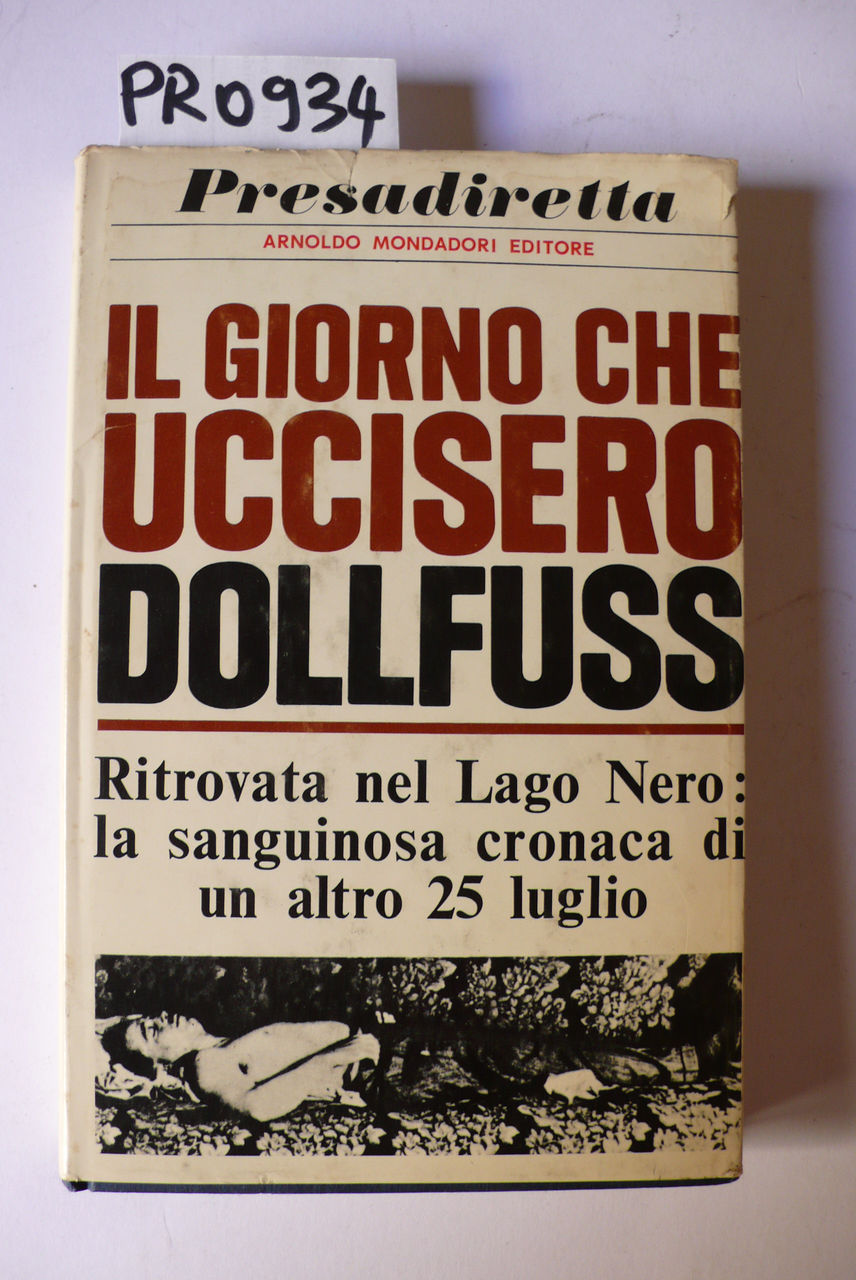 PR0934
Presadiretta
ARNOLDO MONDADORI EDITORE
IL GIORNO CHE
UCCISERO
DOLLFUSS
Ritrovata nel Lago Nero:
la sanguinosa cronaca di
un altro 25 luglio